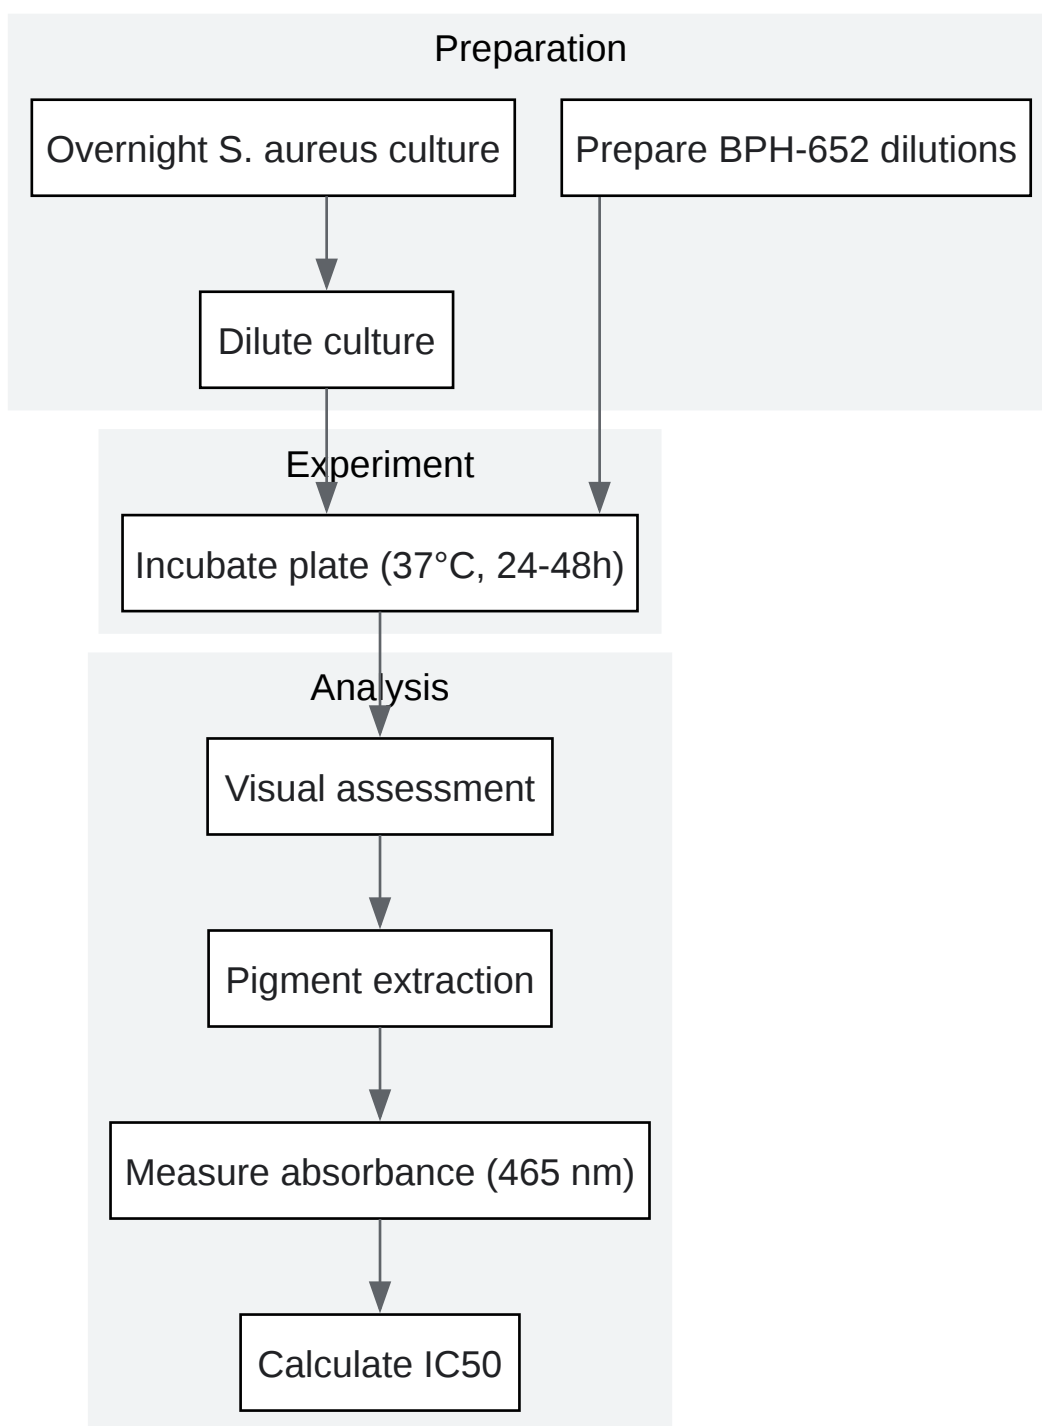 Preparation
Overnight S. aureus culture
Prepare BPH-652 dilutions
Dilute culture
Experiment
Incubate plate (37°C, 24-48h)
Analysis
Visual assessment
Pigment extraction
Measure absorbance (465 nm)
Calculate IC50